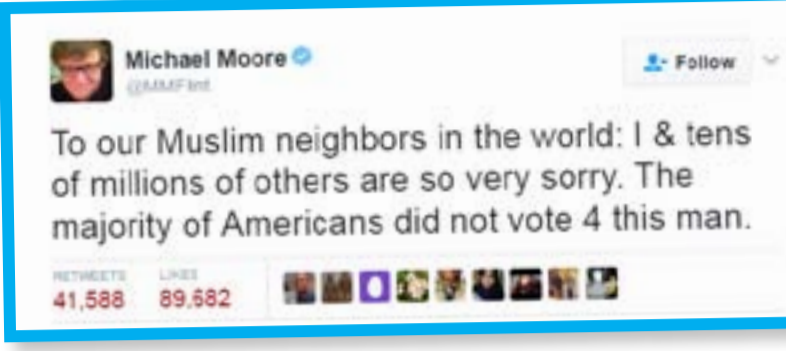 Michael Moore
@MMFlint
Follow
To our Muslim neighbors in the world: I & tens
of millions of others are so very sorry. The
majority of Americans did not vote 4 this man.
RETWEETS LIKES
41,588 89,682